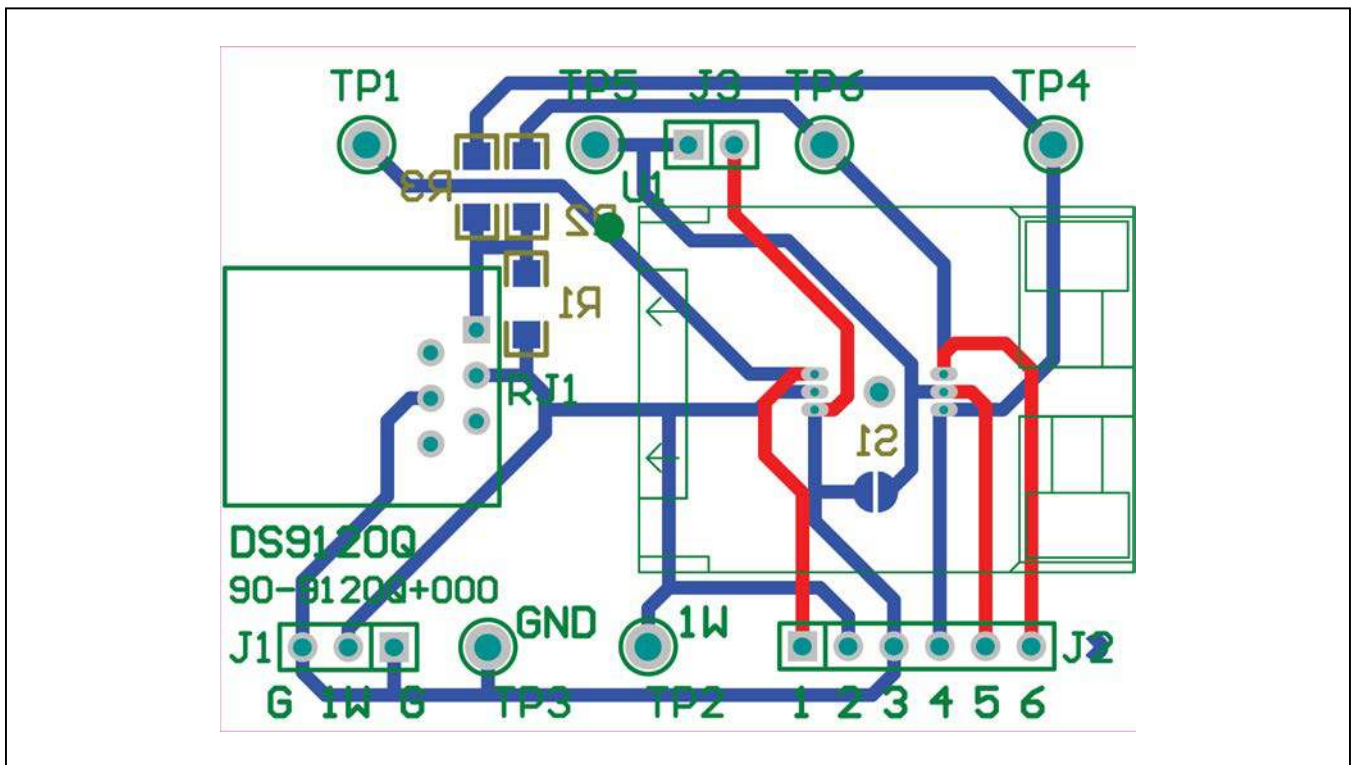 TP1 TP5 J3 TP6 TP4
R3 U1
R2
R1
RJ1
S1
DS9120Q
90-9120Q+000
GND 1W
J1 J2
G 1W G TP3 TP2 1 2 3 4 5 6